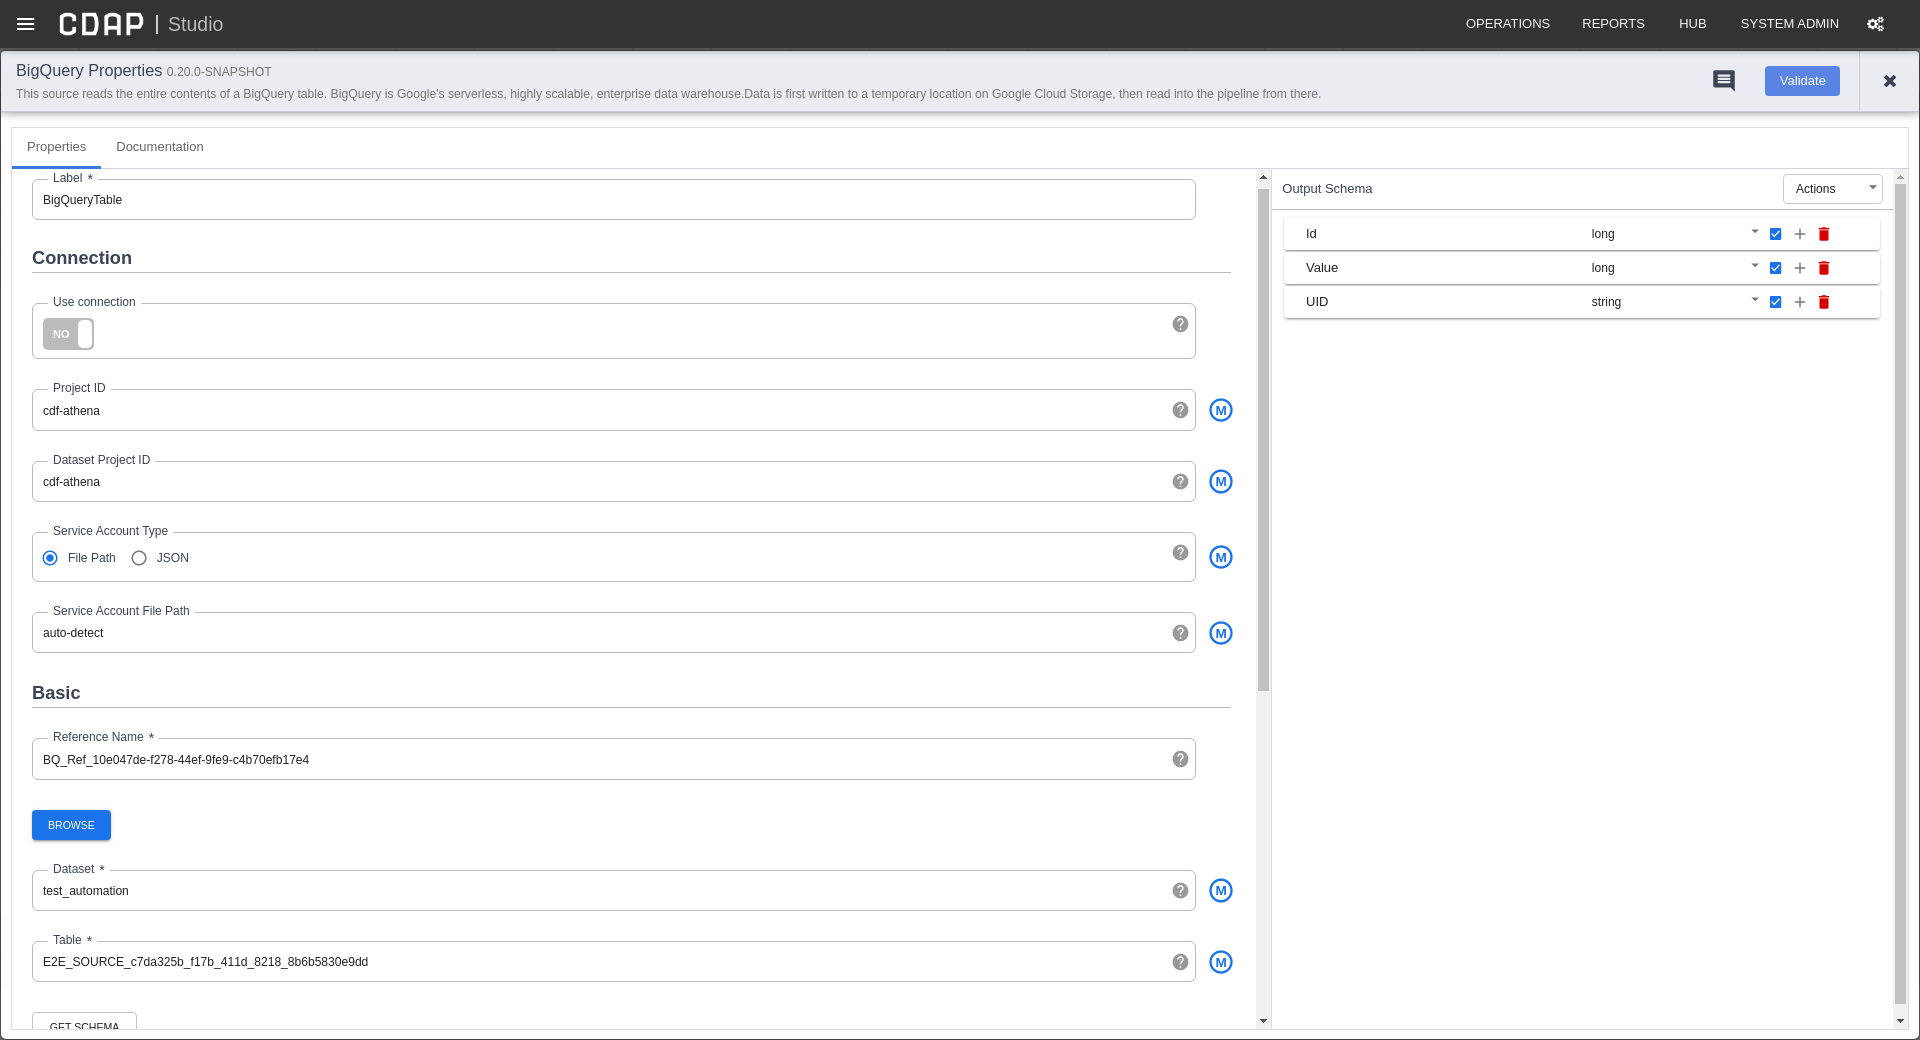 CDAP | Studio
OPERATIONS REPORTS HUB SYSTEM ADMIN
BigQuery Properties 0.20.0-SNAPSHOT
This source reads the entire contents of a BigQuery table. BigQuery is Google's serverless, highly scalable, enterprise data warehouse.Data is first written to a temporary location on Google Cloud Storage, then read into the pipeline from there.
Validate
Properties Documentation
Label *
BigQueryTable
Connection
Use connection
NO
Project ID
cdf-athena
M
Dataset Project ID
cdf-athena
M
Service Account Type
File Path JSON
M
Service Account File Path
auto-detect
M
Basic
Reference Name *
BQ_Ref_10e047de-f278-44ef-9fe9-c4b70efb17e4
BROWSE
Dataset *
test_automation
M
Table *
E2E_SOURCE_c7da325b_f17b_411d_8218_8b6b5830e9dd
M
GET SCHEMA
Output Schema
Actions
Id long
Value long
UID string